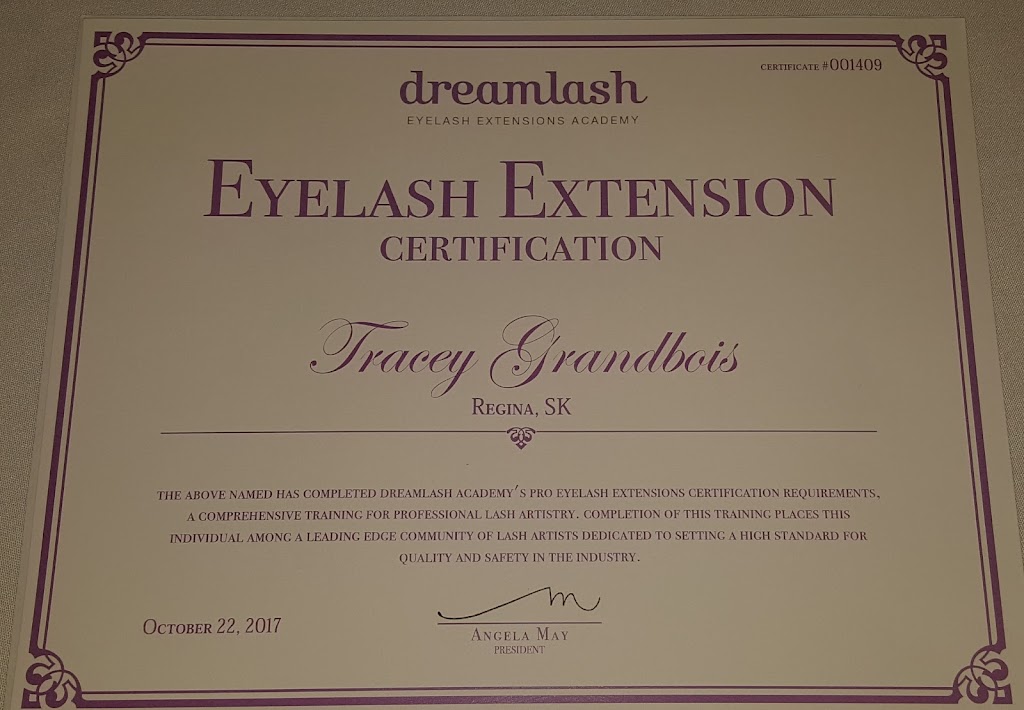 CERTIFICATE #001409
dreamlash
EYELASH EXTENSIONS ACADEMY
EYELASH EXTENSION
CERTIFICATION
Tracey Grandbois
REGINA, SK
THE ABOVE NAMED HAS COMPLETED DREAMLASH ACADEMY'S PRO EYELASH EXTENSIONS CERTIFICATION REQUIREMENTS,
A COMPREHENSIVE TRAINING FOR PROFESSIONAL LASH ARTISTRY. COMPLETION OF THIS TRAINING PLACES THIS
INDIVIDUAL AMONG A LEADING EDGE COMMUNITY OF LASH ARTISTS DEDICATED TO SETTING A HIGH STANDARD FOR
QUALITY AND SAFETY IN THE INDUSTRY.
OCTOBER 22, 2017
ANGELA MAY
PRESIDENT